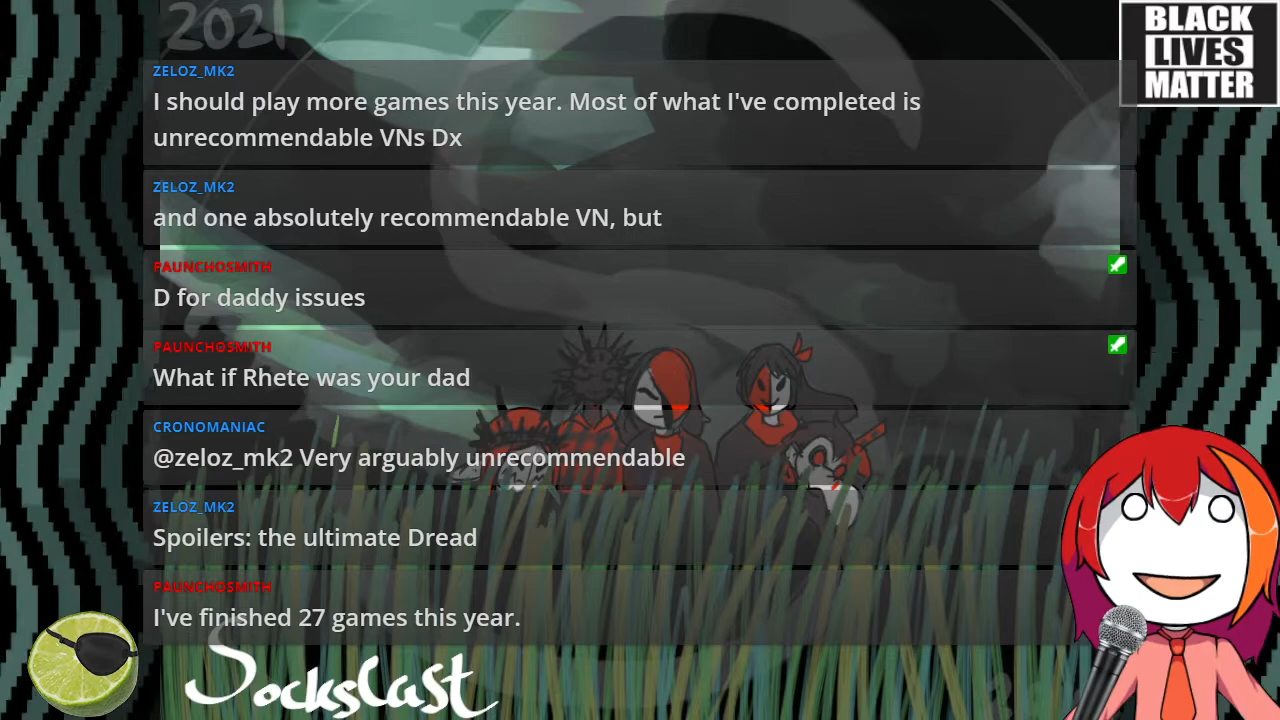 2021
BLACK
LIVES
MATTER
ZELOZ_MK2
I should play more games this year. Most of what I've completed is
unrecommendable VNs Dx
ZELOZ_MK2
and one absolutely recommendable VN, but
PAUNCHOSMITH
D for daddy issues
PAUNCHOSMITH
What if Rhete was your dad
CRONOMANIAC
@zeloz_mk2 Very arguably unrecommendable
ZELOZ_MK2
Spoilers: the ultimate Dread
PAUNCHOSMITH
I've finished 27 games this year.
SocksCast